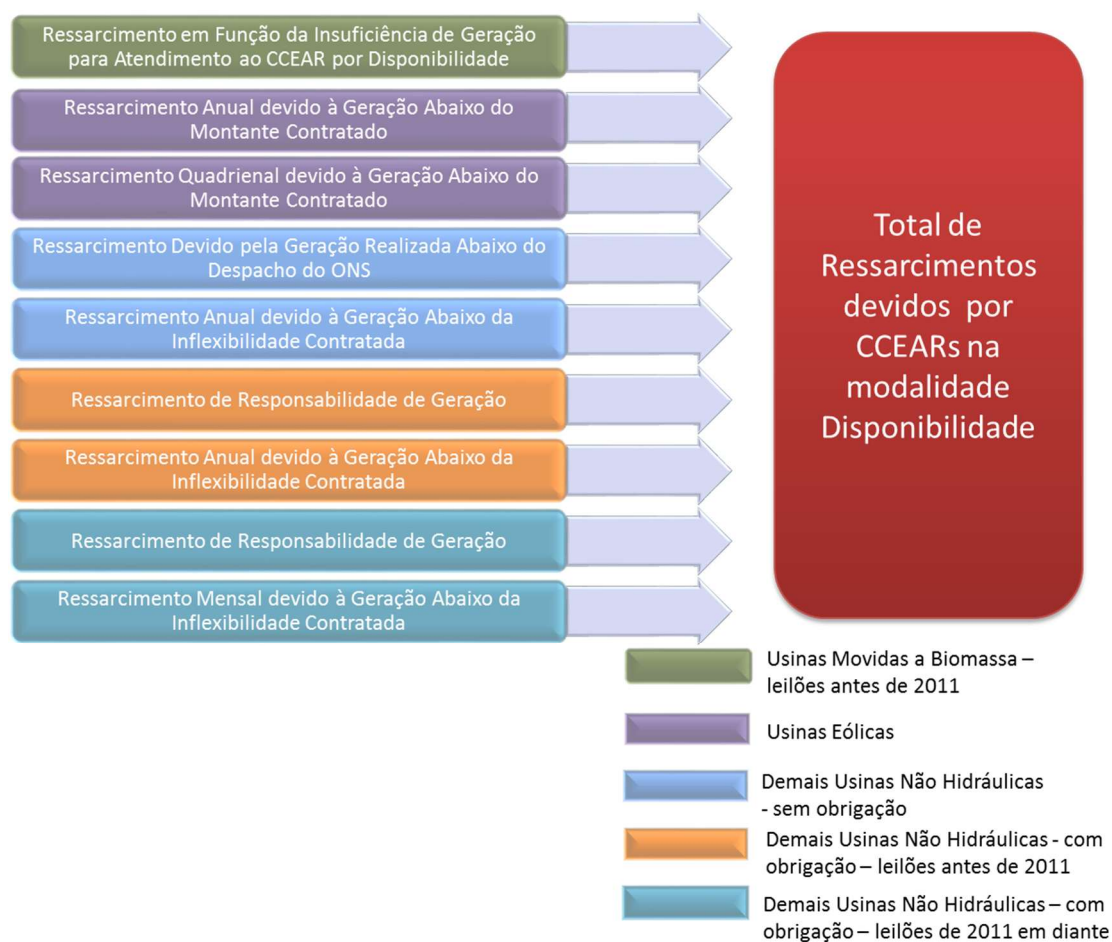 Ressarcimento em Função da Insuficiência de Geração
para Atendimento ao CCEAR por Disponibilidade
Ressarcimento Anual devido à Geração Abaixo do
Montante Contratado
Ressarcimento Quadrienal devido à Geração Abaixo do
Montante Contratado
Ressarcimento Devido pela Geração Realizada Abaixo do
Despacho do ONS
Ressarcimento Anual devido à Geração Abaixo da
Inflexibilidade Contratada
Ressarcimento de Responsabilidade de Geração
Ressarcimento Anual devido à Geração Abaixo da
Inflexibilidade Contratada
Ressarcimento de Responsabilidade de Geração
Ressarcimento Mensal devido à Geração Abaixo da
Inflexibilidade Contratada
Total de
Ressarcimentos
devidos por
CCEARs na
modalidade
Disponibilidade
Usinas Movidas a Biomassa –
leilões antes de 2011
Usinas Eólicas
Demais Usinas Não Hidráulicas
- sem obrigação
Demais Usinas Não Hidráulicas - com
obrigação – leilões antes de 2011
Demais Usinas Não Hidráulicas – com
obrigação – leilões de 2011 em diante